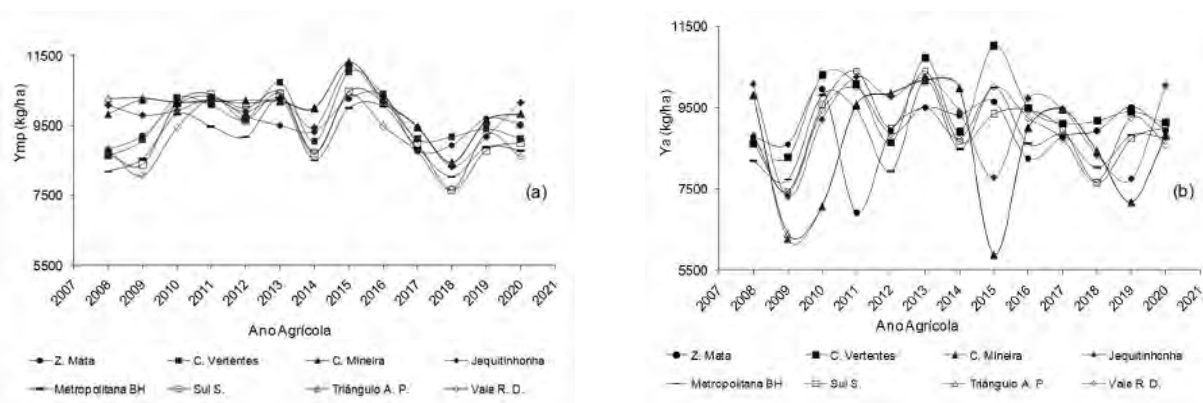 11500
9500
7500
5500
Ymp (kg/ha)
(a)
2007 2008 2009 2010 2011 2012 2013 2014 2015 2016 2017 2018 2019 2020 2021
Ano Agrícola
Z. Mata C. Vertentes C. Mineira Jequitinhonha
Metropolitana BH Sul S. Triângulo A. P. Vale R. D.
11500
9500
7500
5500
Ya (kg/ha)
(b)
2007 2008 2009 2010 2011 2012 2013 2014 2015 2016 2017 2018 2019 2020 2021
Ano Agrícola
Z. Mata C. Vertentes C. Mineira Jequitinhonha
Metropolitana BH Sul S. Triângulo A. P. Vale R. D.